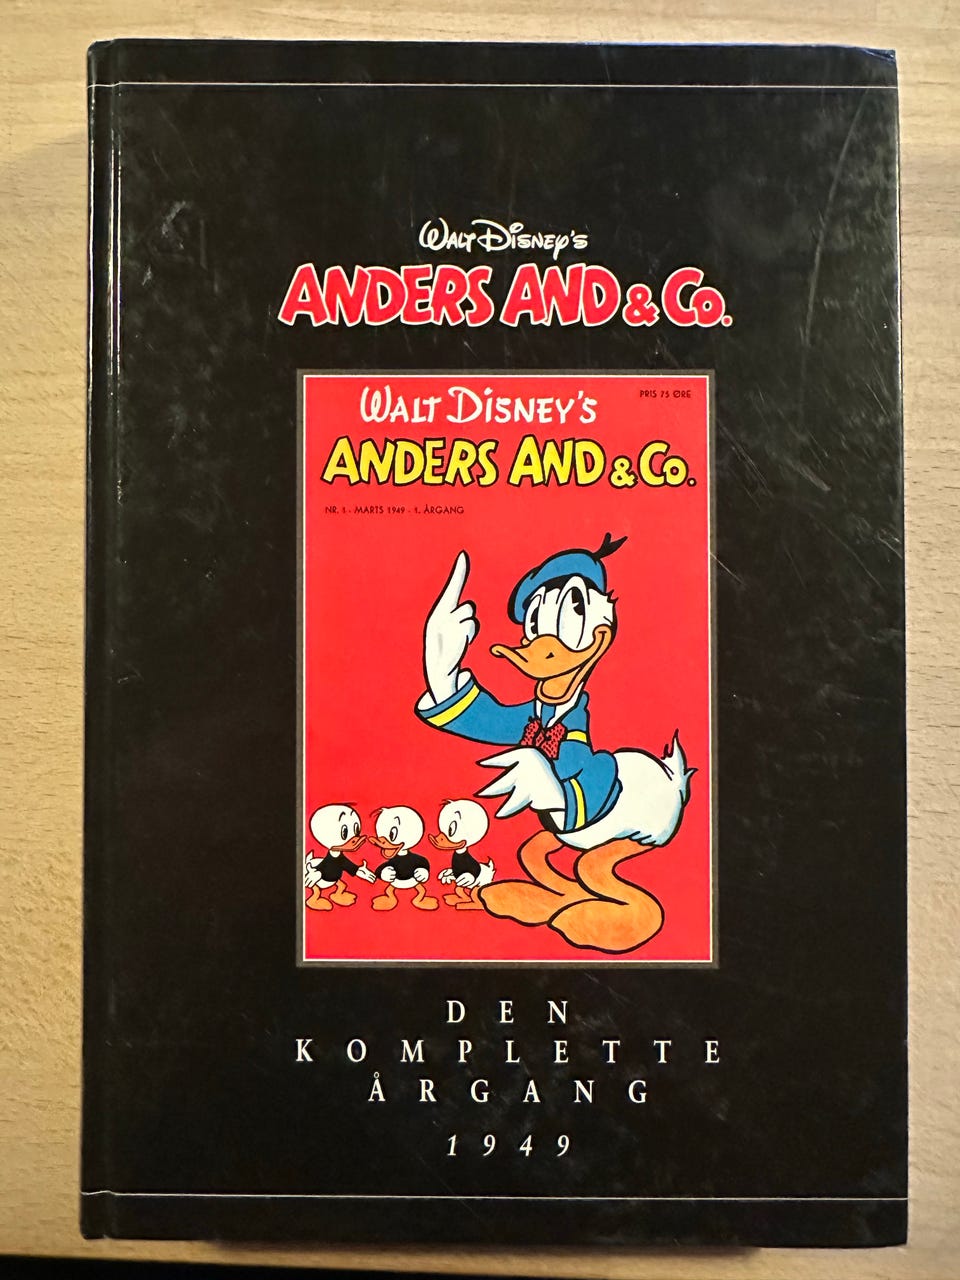 WALT DISNEY'S
ANDERS AND & Co.
WALT DISNEY'S
PRIS 75 ØRE
ANDERS AND & Co.
NR. 1 - MARTS 1949 - 1. ÅRGANG
DEN
KOMPLETTE
ÅRGANG
1949